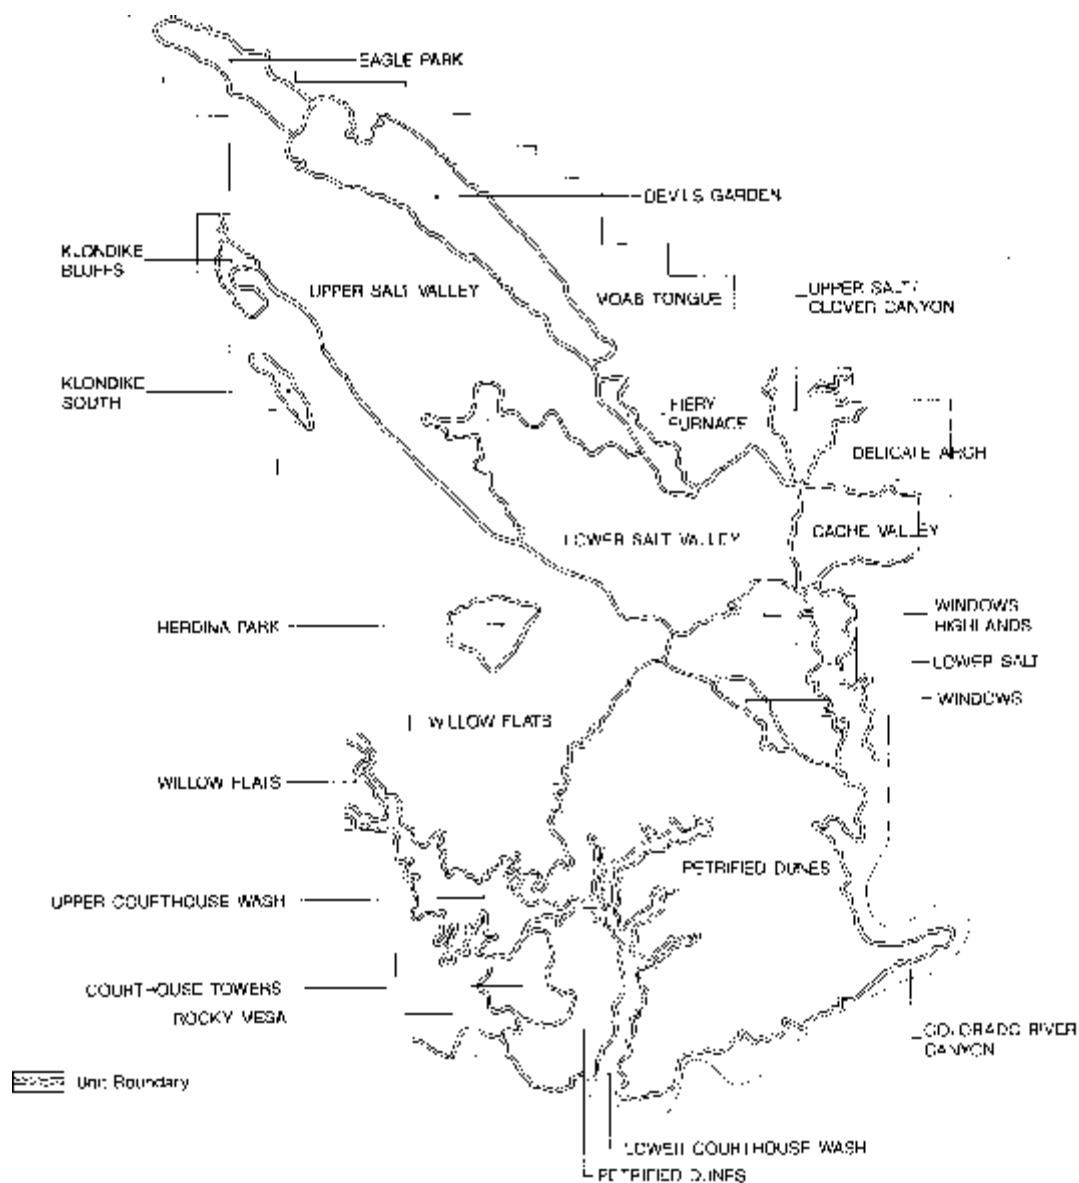 EAGLE PARK
DEVILS GARDEN
KLONDIKE
BLUFFS
UPPER SALT VALLEY
MOAB TONGUE
UPPER SALT/
CLOVER CANYON
KLONDIKE
SOUTH
FIERY
FURNACE
DELICATE ARCH
LOWER SALT VALLEY
CACHE VALLEY
HERDINA PARK
WINDOWS
HIGHLANDS
LOWER SALT
WINDOWS
WILLOW FLATS
WILLOW FLATS
PETRIFIED DUNES
UPPER COURTHOUSE WASH
COURTHOUSE TOWERS
ROCKY MESA
COLORADO RIVER
CANYON
Unit Boundary
LOWER COURTHOUSE WASH
PETRIFIED DUNES